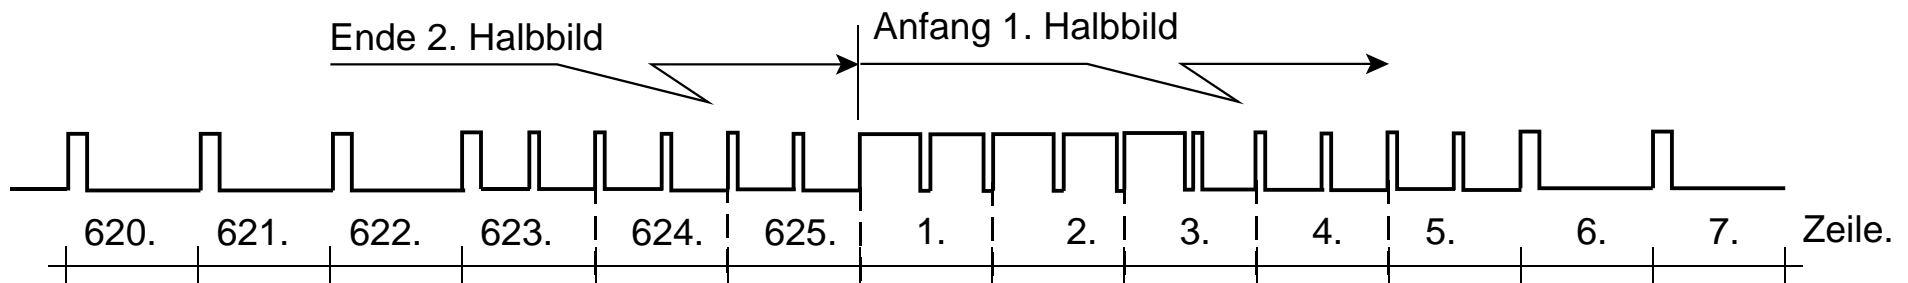 Ende 2. Halbbild
Anfang 1. Halbbild
620. 621. 622. 623. 624. 625. 1. 2. 3. 4. 5. 6. 7. Zeile.